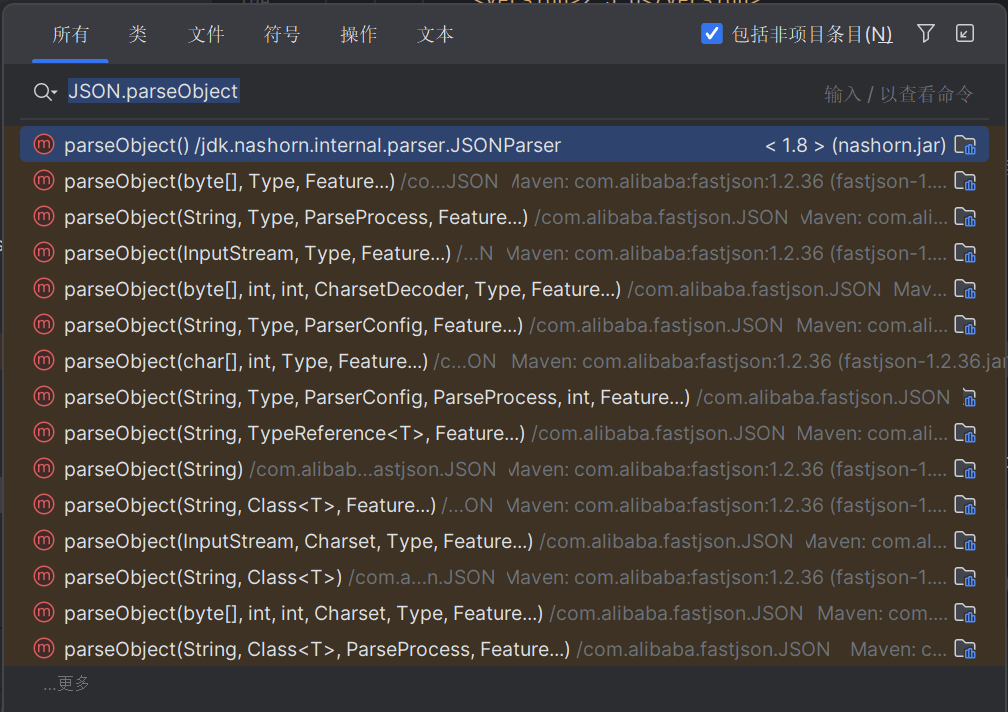 所有 类 文件 符号 操作 文本 包括非项目条目(N)
JSON.parseObject 输入 / 以查看命令
parseObject() /jdk.nashorn.internal.parser.JSONParser < 1.8 > (nashorn.jar)
parseObject(byte[], Type, Feature...) /co...JSON Maven: com.alibaba:fastjson:1.2.36 (fastjson-1....
parseObject(String, Type, ParseProcess, Feature...) /com.alibaba.fastjson.JSON Maven: com.ali...
parseObject(InputStream, Type, Feature...) /...N Maven: com.alibaba:fastjson:1.2.36 (fastjson-1....
parseObject(byte[], int, int, CharsetDecoder, Type, Feature...) /com.alibaba.fastjson.JSON Mav...
parseObject(String, Type, ParserConfig, Feature...) /com.alibaba.fastjson.JSON Maven: com.ali...
parseObject(char[], int, Type, Feature...) /c...ON Maven: com.alibaba:fastjson:1.2.36 (fastjson-1.2.36.jar
parseObject(String, Type, ParserConfig, ParseProcess, int, Feature...) /com.alibaba.fastjson.JSON
parseObject(String, TypeReference<T>, Feature...) /com.alibaba.fastjson.JSON Maven: com.ali...
parseObject(String) /com.alibab...astjson.JSON Maven: com.alibaba:fastjson:1.2.36 (fastjson-1....
parseObject(String, Class<T>, Feature...) /...ON Maven: com.alibaba:fastjson:1.2.36 (fastjson-1....
parseObject(InputStream, Charset, Type, Feature...) /com.alibaba.fastjson.JSON Maven: com.al...
parseObject(String, Class<T>) /com.a...n.JSON Maven: com.alibaba:fastjson:1.2.36 (fastjson-1....
parseObject(byte[], int, int, Charset, Type, Feature...) /com.alibaba.fastjson.JSON Maven: com....
parseObject(String, Class<T>, ParseProcess, Feature...) /com.alibaba.fastjson.JSON Maven: c...
...更多